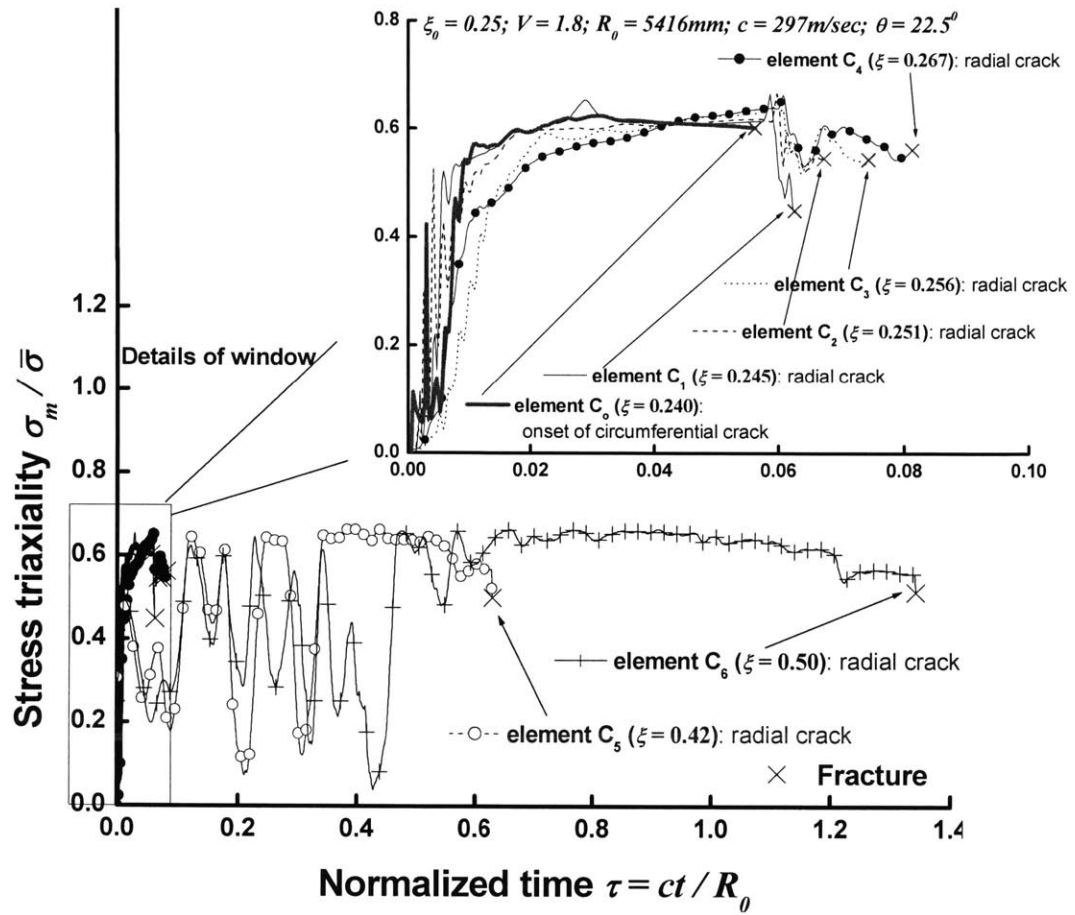 ξ₀ = 0.25; V = 1.8; R₀ = 5416mm; c = 297m/sec; θ = 22.5⁰
element C₄ (ξ = 0.267): radial crack
0.8
0.6
0.4
0.2
0.0
element C₃ (ξ = 0.256): radial crack
element C₂ (ξ = 0.251): radial crack
element C₁ (ξ = 0.245): radial crack
element Cₒ (ξ = 0.240):
onset of circumferential crack
0.00 0.02 0.04 0.06 0.08 0.10
Details of window
Stress triaxiality σₘ / σ̅
1.2
1.0
0.8
0.6
0.4
0.2
0.0
element C₆ (ξ = 0.50): radial crack
element C₅ (ξ = 0.42): radial crack
Fracture
0.0 0.2 0.4 0.6 0.8 1.0 1.2 1.4
Normalized time τ = ct / R₀